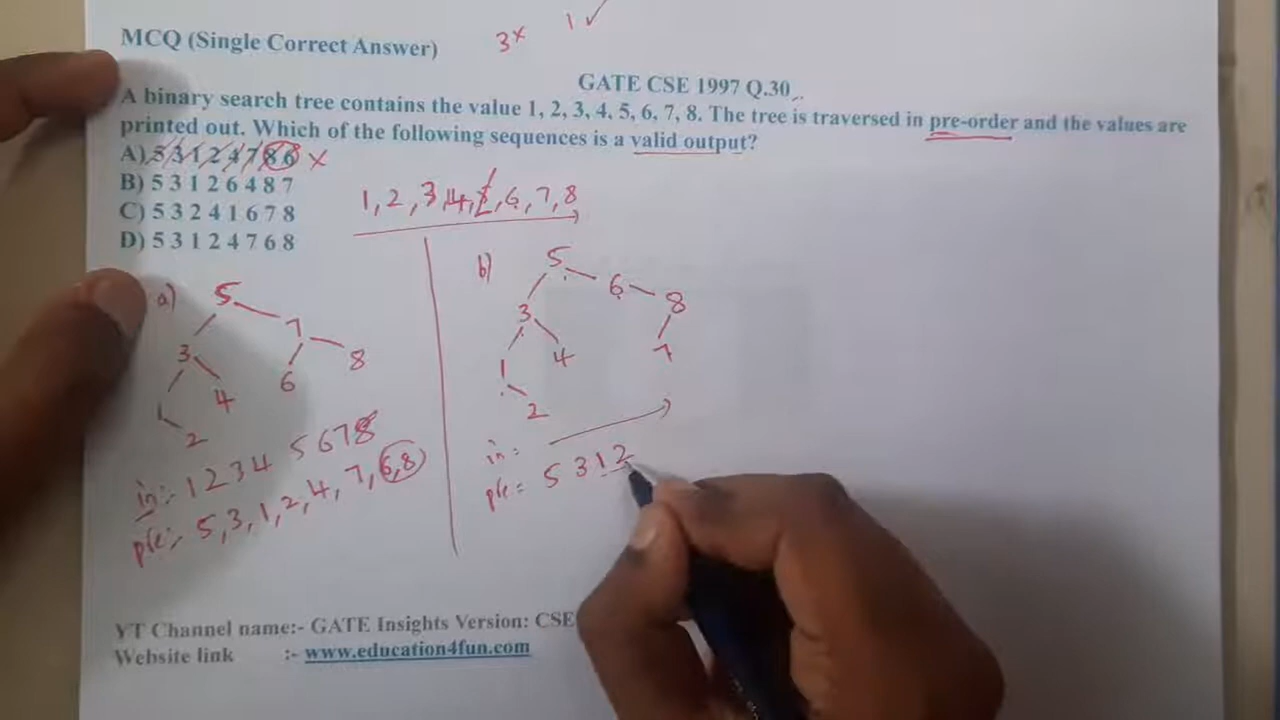 3 x 1 ✓
MCQ (Single Correct Answer)
GATE CSE 1997 Q.30
A binary search tree contains the value 1, 2, 3, 4, 5, 6, 7, 8. The tree is traversed in pre-order and the values are
printed out. Which of the following sequences is a valid output?
A) 5 3 1 2 4 7 8 6 x
B) 5 3 1 2 6 4 8 7
C) 5 3 2 4 1 6 7 8
D) 5 3 1 2 4 7 6 8
1, 2, 3, 4, 5, 6, 7, 8
a)
5
7
3
8
6
4
1
2
in:- 1 2 3 4 5 6 7 8
pre:- 5, 3, 1, 2, 4, 7, 6, 8
b)
5
6
8
3
4
7
1
2
in:
pre: 5 3 1 2
YT Channel name:- GATE Insights Version: CSE
Website link :- www.education4fun.com